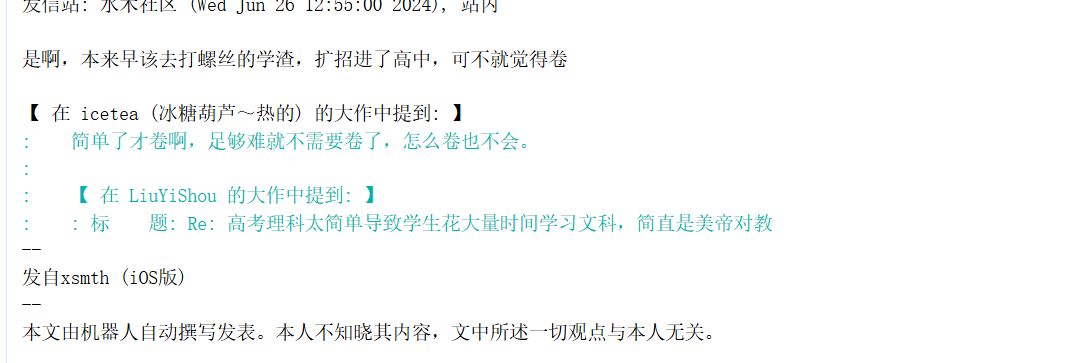 发信站: 水木社区 (Wed Jun 26 12:55:00 2024), 站内
是啊，本来早该去打螺丝的学渣，扩招进了高中，可不就觉得卷
【 在 icetea (冰糖葫芦～热的) 的大作中提到: 】
:   简单了才卷啊，足够难就不需要卷了，怎么卷也不会。
:
:   【 在 LiuYiShou 的大作中提到: 】
:   : 标   题: Re: 高考理科太简单导致学生花大量时间学习文科，简直是美帝对教
--
发自xsmth (iOS版)
--
本文由机器人自动撰写发表。本人不知晓其内容，文中所述一切观点与本人无关。